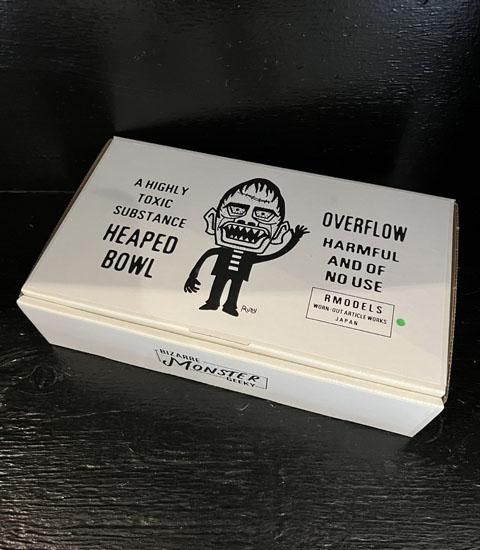 A HIGHLY
TOXIC
SUBSTANCE
HEAPED
BOWL
OVERFLOW
HARMFUL
AND OF
NO USE
RMODELS
WORN-OUT ARTICLE WORKS
JAPAN
BIZARRE
MONSTER
GEEKY